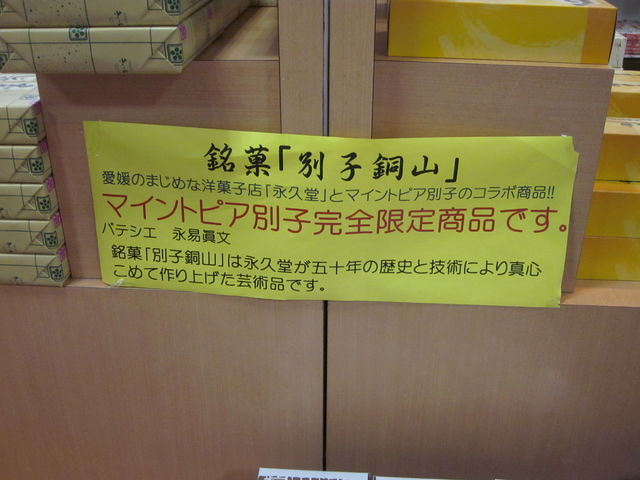 銘菓「別子銅山」
愛媛のまじめな洋菓子店「永久堂」とマイントピア別子のコラボ商品!!
マイントピア別子完全限定商品です。
パテシエ 永易眞文
銘菓「別子銅山」は永久堂が五十年の歴史と技術により真心
こめて作り上げた芸術品です。